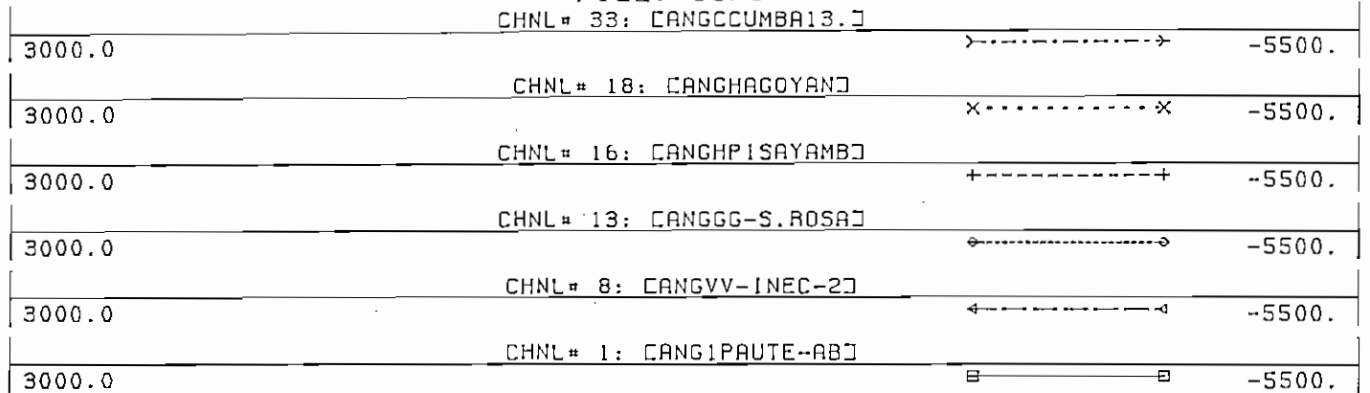 CHNL# 33: [ANGCCUMBA13.]
3000.0 -5500.
CHNL# 18: [ANGHAGOYAN]
3000.0 -5500.
CHNL# 16: [ANGHPISAYAMB]
3000.0 -5500.
CHNL# 13: [ANGGG-S.ROSA]
3000.0 -5500.
CHNL# 8: [ANGVV-INEC-2]
3000.0 -5500.
CHNL# 1: [ANG1PAUTE-AB]
3000.0 -5500.